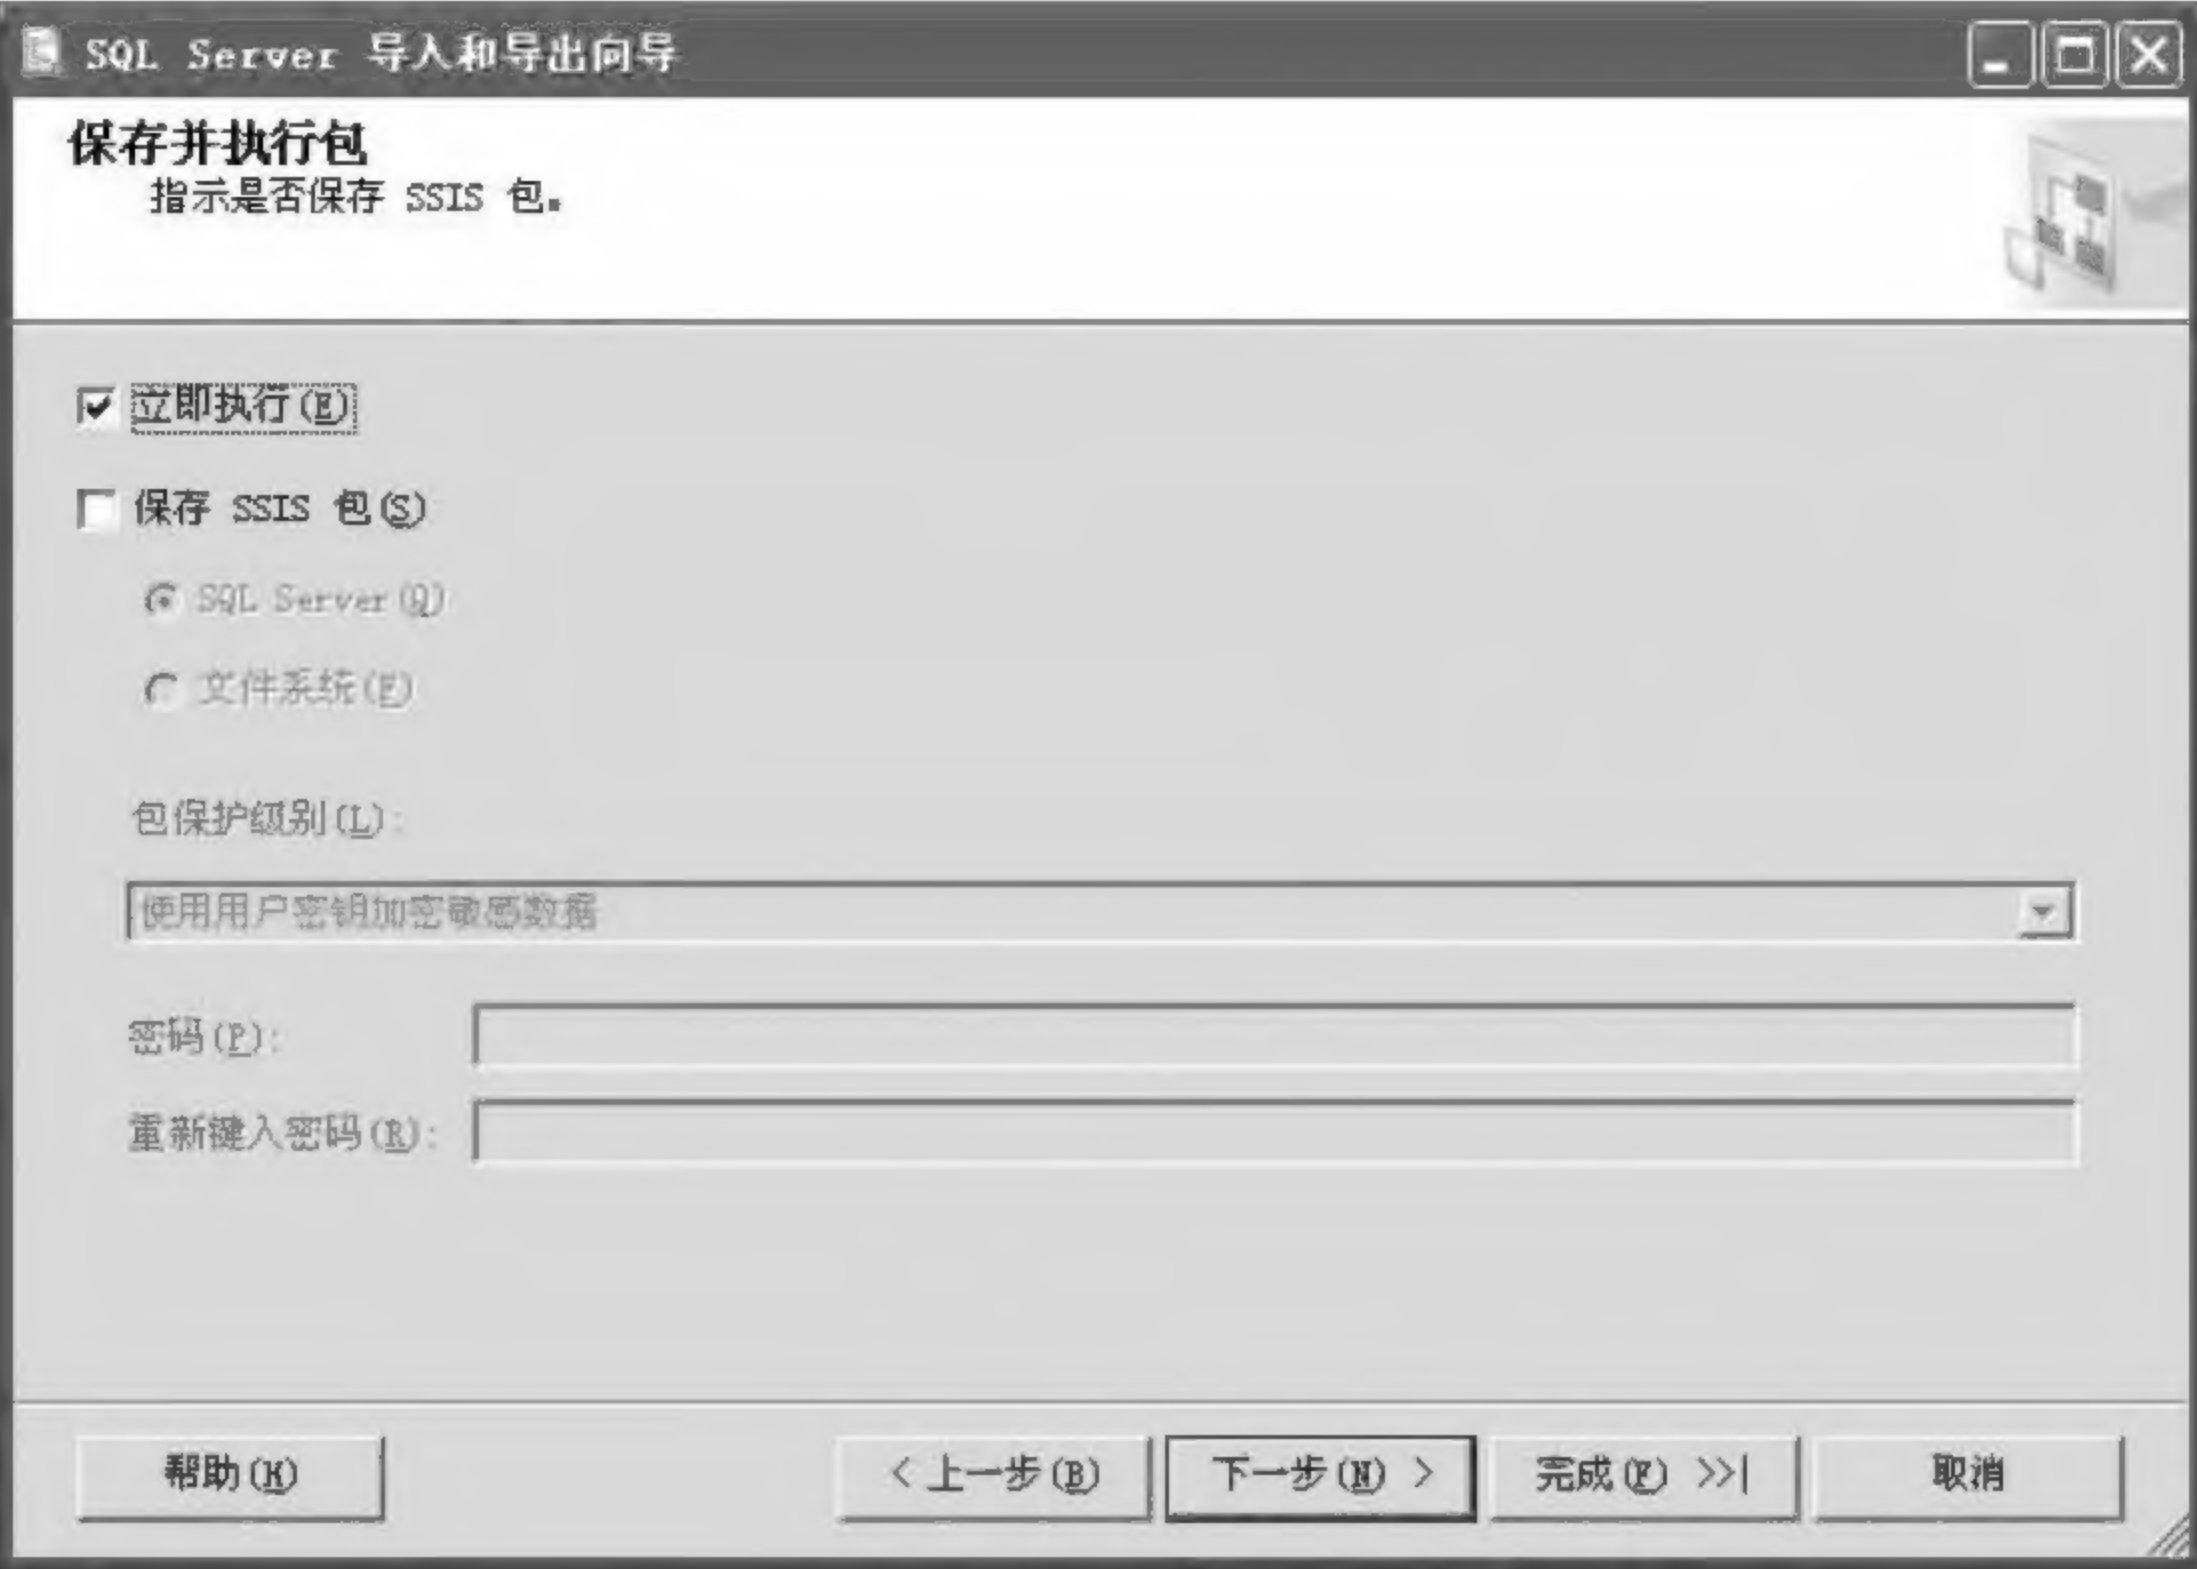 SQL Server 导入和导出向导
保存并执行包
指示是否保存 SSIS 包。
立即执行(E)
保存 SSIS 包(S)
SQL Server(Q)
文件系统(F)
包保护级别(L):
使用用户密钥加密敏感数据
密码(P):
重新键入密码(R):
帮助(H)
< 上一步(B)
下一步(N) >
完成(F) >>|
取消